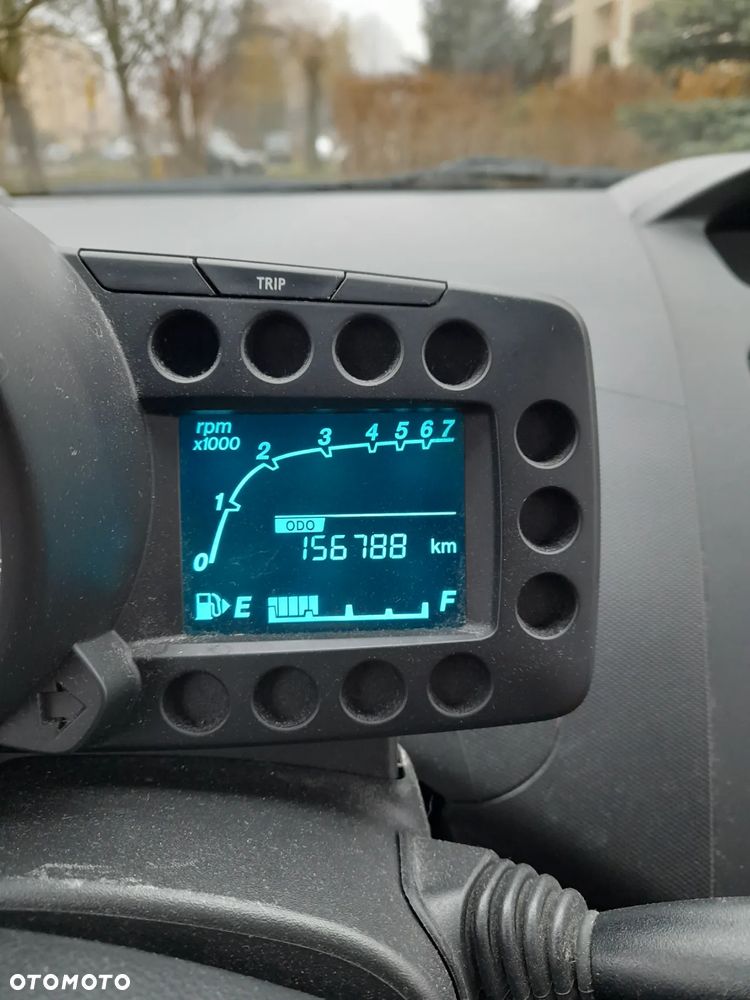 TRIP
rpm
x1000
0 1 2 3 4 5 6 7
ODO
156788 km
E F
OTOMOTO